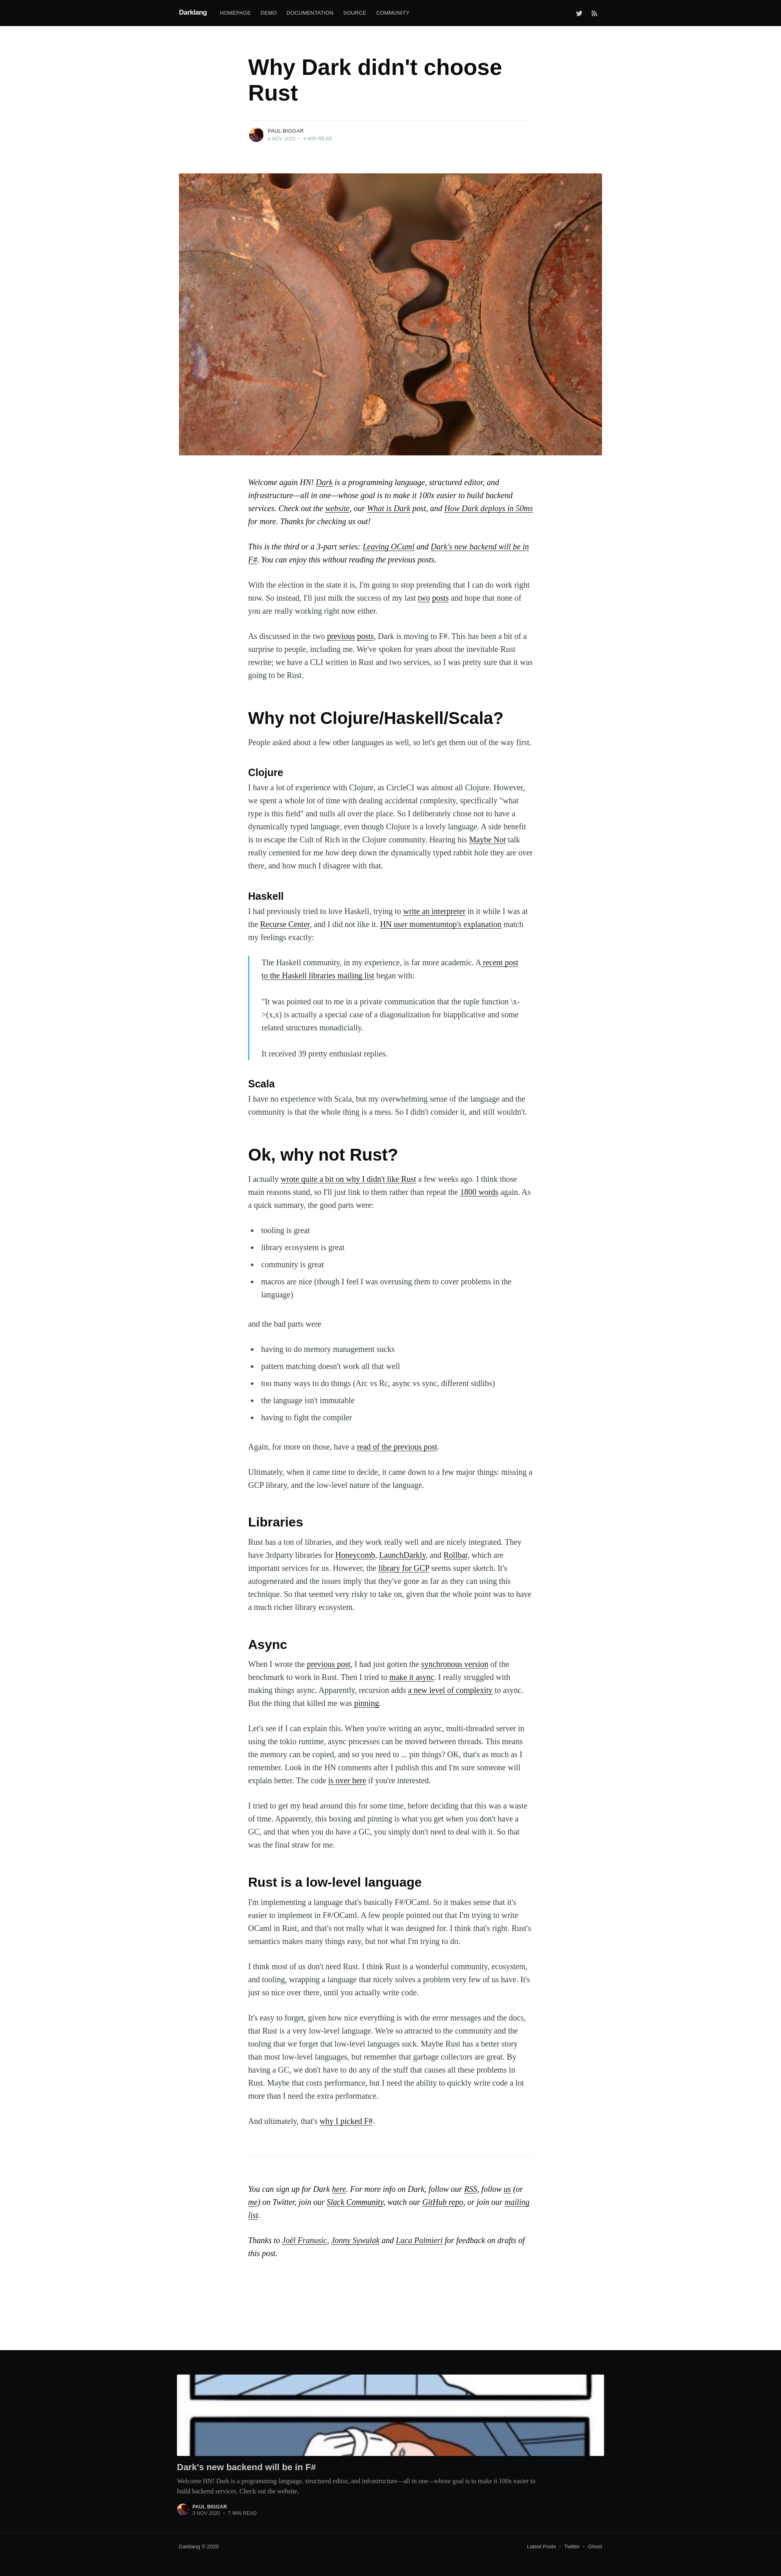 Darklang HOMEPAGE DEMO DOCUMENTATION SOURCE COMMUNITY
Why Dark didn't choose
Rust
PAUL BIGGAR
4 NOV 2020 • 4 MIN READ
Welcome again HN! Dark is a programming language, structured editor, and
infrastructure—all in one—whose goal is to make it 100x easier to build backend
services. Check out the website, our What is Dark post, and How Dark deploys in 50ms
for more. Thanks for checking us out!
This is the third or a 3-part series: Leaving OCaml and Dark's new backend will be in
F#. You can enjoy this without reading the previous posts.
With the election in the state it is, I'm going to stop pretending that I can do work right
now. So instead, I'll just milk the success of my last two posts and hope that none of
you are really working right now either.
As discussed in the two previous posts, Dark is moving to F#. This has been a bit of a
surprise to people, including me. We've spoken for years about the inevitable Rust
rewrite; we have a CLI written in Rust and two services, so I was pretty sure that it was
going to be Rust.
Why not Clojure/Haskell/Scala?
People asked about a few other languages as well, so let's get them out of the way first.
Clojure
I have a lot of experience with Clojure, as CircleCI was almost all Clojure. However,
we spent a whole lot of time with dealing accidental complexity, specifically "what
type is this field" and nulls all over the place. So I deliberately chose not to have a
dynamically typed language, even though Clojure is a lovely language. A side benefit
is to escape the Cult of Rich in the Clojure community. Hearing his Maybe Not talk
really cemented for me how deep down the dynamically typed rabbit hole they are over
there, and how much I disagree with that.
Haskell
I had previously tried to love Haskell, trying to write an interpreter in it while I was at
the Recurse Center, and I did not like it. HN user momentumtop's explanation match
my feelings exactly:
The Haskell community, in my experience, is far more academic. A recent post
to the Haskell libraries mailing list began with:
"It was pointed out to me in a private communication that the tuple function \x-
>(x,x) is actually a special case of a diagonalization for biapplicative and some
related structures monadicially.
It received 39 pretty enthusiast replies.
Scala
I have no experience with Scala, but my overwhelming sense of the language and the
community is that the whole thing is a mess. So I didn't consider it, and still wouldn't.
Ok, why not Rust?
I actually wrote quite a bit on why I didn't like Rust a few weeks ago. I think those
main reasons stand, so I'll just link to them rather than repeat the 1800 words again. As
a quick summary, the good parts were:
• tooling is great
• library ecosystem is great
• community is great
• macros are nice (though I feel I was overusing them to cover problems in the
language)
and the bad parts were
• having to do memory management sucks
• pattern matching doesn't work all that well
• too many ways to do things (Arc vs Rc, async vs sync, different stdlibs)
• the language isn't immutable
• having to fight the compiler
Again, for more on those, have a read of the previous post.
Ultimately, when it came time to decide, it came down to a few major things: missing a
GCP library, and the low-level nature of the language.
Libraries
Rust has a ton of libraries, and they work really well and are nicely integrated. They
have 3rdparty libraries for Honeycomb, LaunchDarkly, and Rollbar, which are
important services for us. However, the library for GCP seems super sketch. It's
autogenerated and the issues imply that they've gone as far as they can using this
technique. So that seemed very risky to take on, given that the whole point was to have
a much richer library ecosystem.
Async
When I wrote the previous post, I had just gotten the synchronous version of the
benchmark to work in Rust. Then I tried to make it async. I really struggled with
making things async. Apparently, recursion adds a new level of complexity to async.
But the thing that killed me was pinning.
Let's see if I can explain this. When you're writing an async, multi-threaded server in
using the tokio runtime, async processes can be moved between threads. This means
the memory can be copied, and so you need to ... pin things? OK, that's as much as I
remember. Look in the HN comments after I publish this and I'm sure someone will
explain better. The code is over here if you're interested.
I tried to get my head around this for some time, before deciding that this was a waste
of time. Apparently, this boxing and pinning is what you get when you don't have a
GC, and that when you do have a GC, you simply don't need to deal with it. So that
was the final straw for me.
Rust is a low-level language
I'm implementing a language that's basically F#/OCaml. So it makes sense that it's
easier to implement in F#/OCaml. A few people pointed out that I'm trying to write
OCaml in Rust, and that's not really what it was designed for. I think that's right. Rust's
semantics makes many things easy, but not what I'm trying to do.
I think most of us don't need Rust. I think Rust is a wonderful community, ecosystem,
and tooling, wrapping a language that nicely solves a problem very few of us have. It's
just so nice over there, until you actually write code.
It's easy to forget, given how nice everything is with the error messages and the docs,
that Rust is a very low-level language. We're so attracted to the community and the
tooling that we forget that low-level languages suck. Maybe Rust has a better story
than most low-level languages, but remember that garbage collectors are great. By
having a GC, we don't have to do any of the stuff that causes all these problems in
Rust. Maybe that costs performance, but I need the ability to quickly write code a lot
more than I need the extra performance.
And ultimately, that's why I picked F#.
You can sign up for Dark here. For more info on Dark, follow our RSS, follow us (or
me) on Twitter, join our Slack Community, watch our GitHub repo, or join our mailing
list.
Thanks to Joël Franusic, Jonny Sywulak and Luca Palmieri for feedback on drafts of
this post.
Dark's new backend will be in F#
Welcome HN! Dark is a programming language, structured editor, and infrastructure—all in one—whose goal is to make it 100x easier to
build backend services. Check out the website,
PAUL BIGGAR
3 NOV 2020 • 7 MIN READ
Darklang © 2020
Latest Posts • Twitter • Ghost